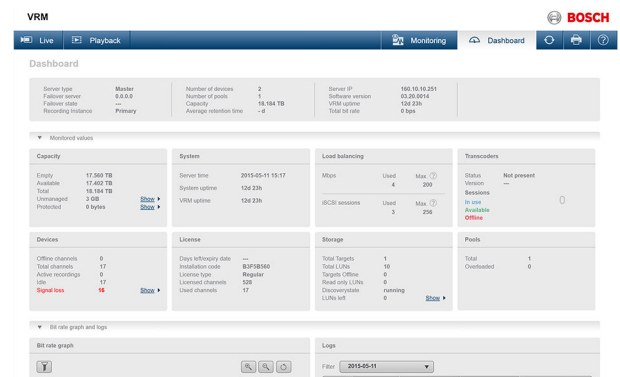 VRM
BOSCH
Live Playback Monitoring Dashboard
Dashboard
Server type Master
Failover server 0.0.0.0
Failover state ---
Recording Instance Primary
Number of devices 2
Number of pools 1
Capacity 18.184 TB
Average retention time - d
Server IP 160.10.10.251
Software version 03.20.0014
VRM uptime 12d 23h
Total bit rate 0 bps
Monitored values
Capacity
Empty 17.560 TB
Available 17.402 TB
Total 18.184 TB
Unmanaged 3 GB Show
Protected 0 bytes Show
System
Server time 2015-05-11 15:17
System uptime 12d 23h
VRM uptime 12d 23h
Load balancing
Mbps Used Max.
4 200
iSCSI sessions Used Max.
3 256
Transcoders
Status Not present
Version ---
Sessions
In use
Available 0
Offline
Devices
Offline channels 0
Total channels 17
Active recordings 0
Idle 17
Signal loss 16 Show
License
Days left/expiry date ---
Installation code B3F5B560
License type Regular
Licensed channels 528
Used channels 17
Storage
Total Targets 1
Total LUNs 10
Targets Offline 0
Read only LUNs 0
Discoverystate running
LUNs left 0 Show
Pools
Total 1
Overloaded 0
Bit rate graph and logs
Bit rate graph
Logs
Filter 2015-05-11